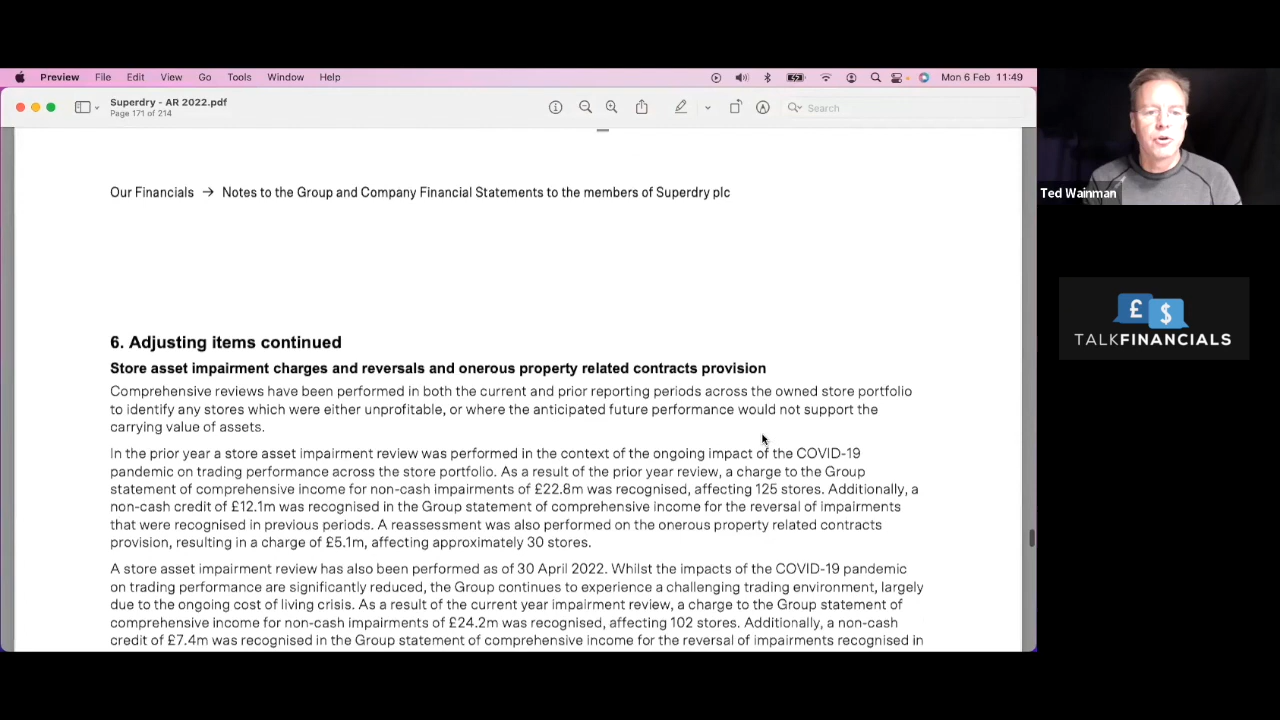 Preview File Edit View Go Tools Window Help Mon 6 Feb 11:49
Superdry - AR 2022.pdf
Page 171 of 214
Search
Our Financials → Notes to the Group and Company Financial Statements to the members of Superdry plc
6. Adjusting items continued
Store asset impairment charges and reversals and onerous property related contracts provision
Comprehensive reviews have been performed in both the current and prior reporting periods across the owned store portfolio
to identify any stores which were either unprofitable, or where the anticipated future performance would not support the
carrying value of assets.
In the prior year a store asset impairment review was performed in the context of the ongoing impact of the COVID-19
pandemic on trading performance across the store portfolio. As a result of the prior year review, a charge to the Group
statement of comprehensive income for non-cash impairments of £22.8m was recognised, affecting 125 stores. Additionally, a
non-cash credit of £12.1m was recognised in the Group statement of comprehensive income for the reversal of impairments
that were recognised in previous periods. A reassessment was also performed on the onerous property related contracts
provision, resulting in a charge of £5.1m, affecting approximately 30 stores.
A store asset impairment review has also been performed as of 30 April 2022. Whilst the impacts of the COVID-19 pandemic
on trading performance are significantly reduced, the Group continues to experience a challenging trading environment, largely
due to the ongoing cost of living crisis. As a result of the current year impairment review, a charge to the Group statement of
comprehensive income for non-cash impairments of £24.2m was recognised, affecting 102 stores. Additionally, a non-cash
credit of £7.4m was recognised in the Group statement of comprehensive income for the reversal of impairments recognised in
Ted Wainman
£ $
TALKFINANCIALS